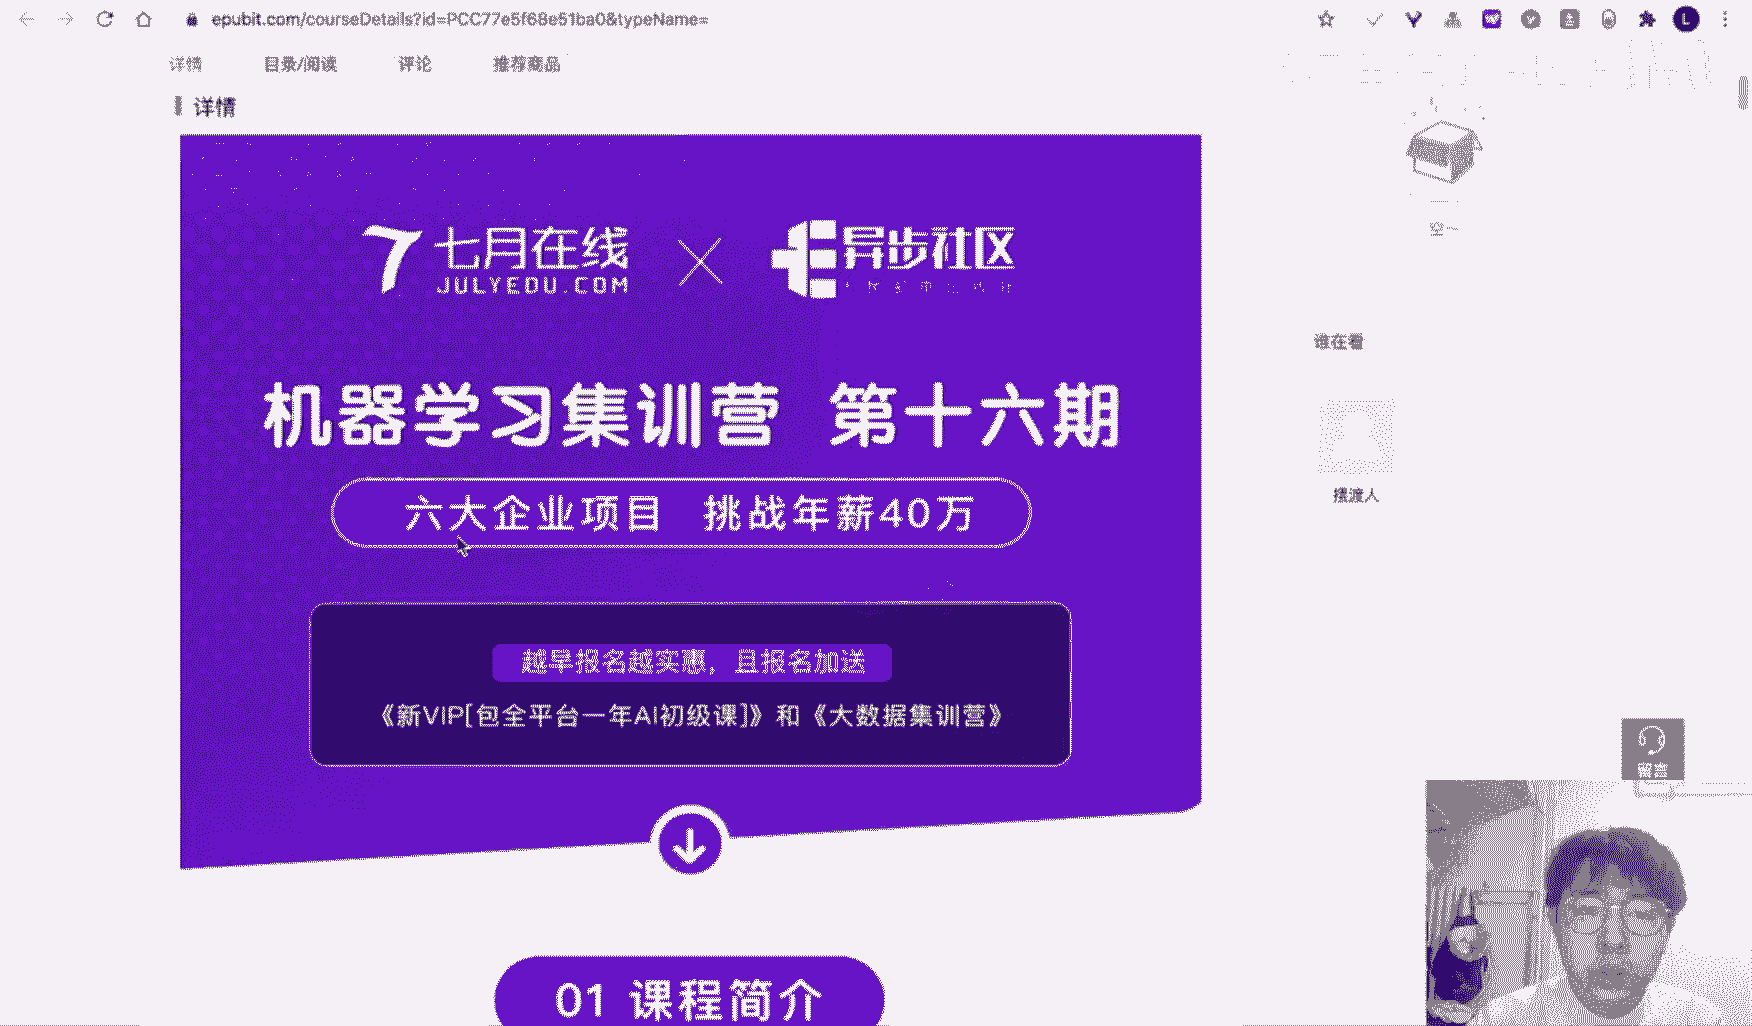 epubit.com/courseDetails?id=PCC77e5f68e51ba0&typeName=
L
详情 目录/阅读 评论 推荐商品
详情
空~
七月在线
JULYEDU.COM
异步社区
谁在看
机器学习集训营 第十六期
摆渡人
六大企业项目 挑战年薪40万
越早报名越实惠，且报名加送
《新VIP[包全平台一年AI初级课]》和《大数据集训营》
留言
01 课程简介